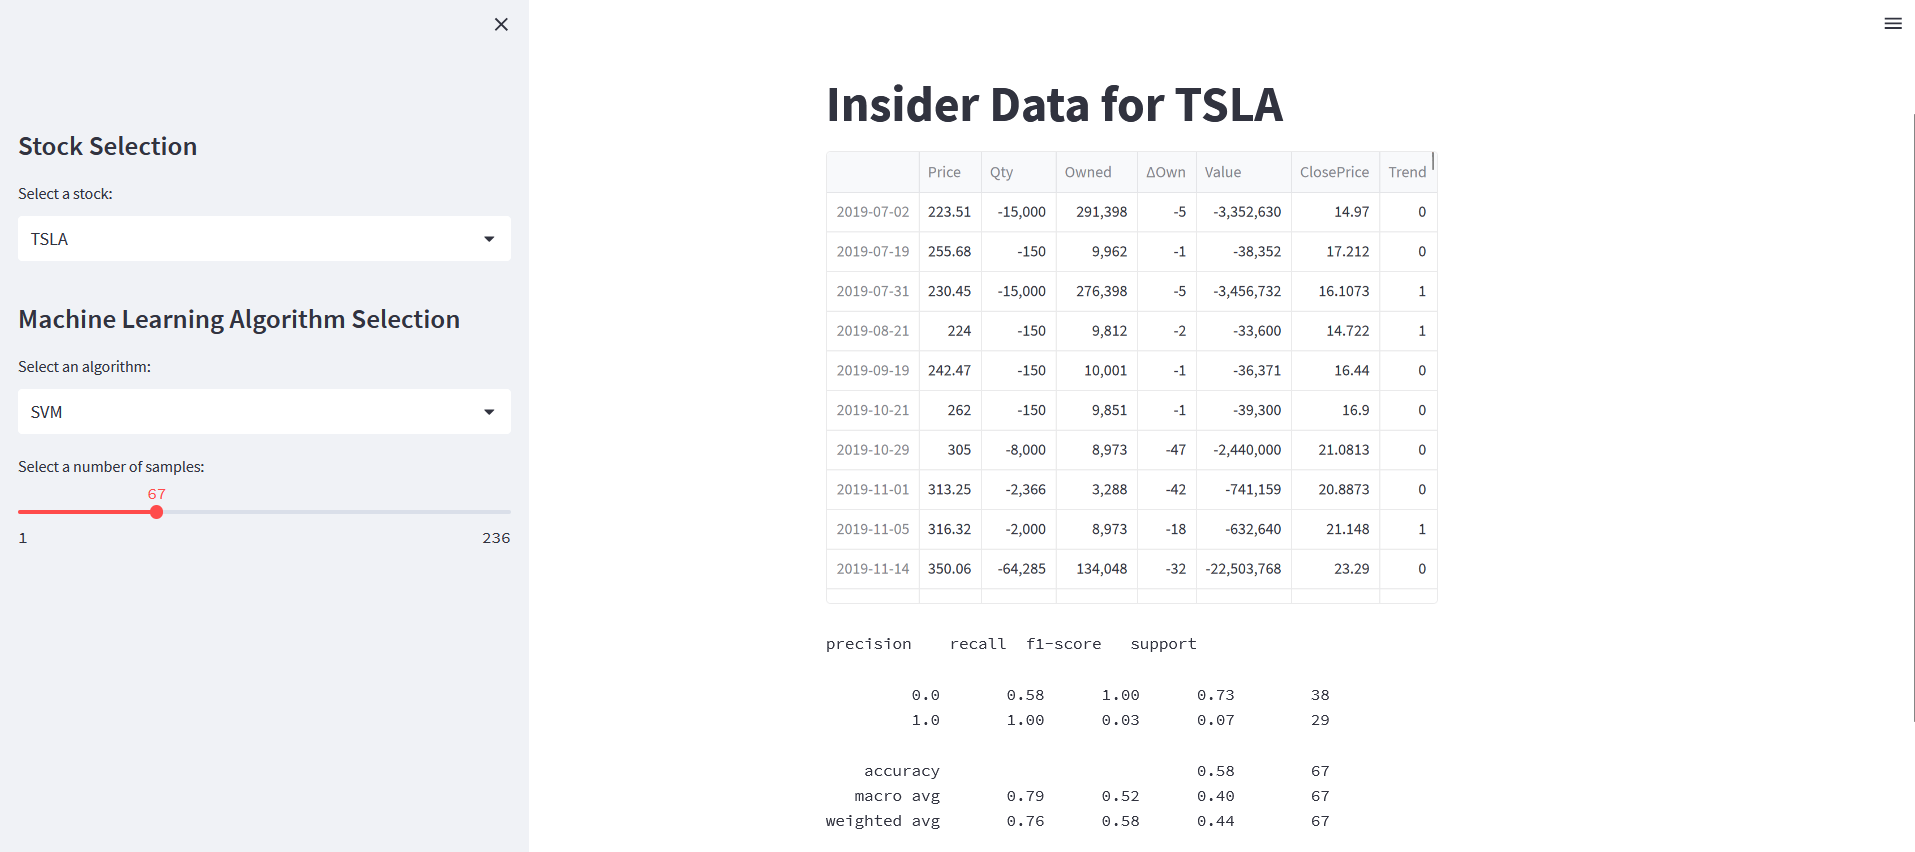 Stock Selection
Select a stock:
TSLA
Machine Learning Algorithm Selection
Select an algorithm:
SVM
Select a number of samples:
67
1 236
Insider Data for TSLA
Price Qty Owned ΔOwn Value ClosePrice Trend
2019-07-02 223.51 -15,000 291,398 -5 -3,352,630 14.97 0
2019-07-19 255.68 -150 9,962 -1 -38,352 17.212 0
2019-07-31 230.45 -15,000 276,398 -5 -3,456,732 16.1073 1
2019-08-21 224 -150 9,812 -2 -33,600 14.722 1
2019-09-19 242.47 -150 10,001 -1 -36,371 16.44 0
2019-10-21 262 -150 9,851 -1 -39,300 16.9 0
2019-10-29 305 -8,000 8,973 -47 -2,440,000 21.0813 0
2019-11-01 313.25 -2,366 3,288 -42 -741,159 20.8873 0
2019-11-05 316.32 -2,000 8,973 -18 -632,640 21.148 1
2019-11-14 350.06 -64,285 134,048 -32 -22,503,768 23.29 0
precision recall f1-score support
0.0 0.58 1.00 0.73 38
1.0 1.00 0.03 0.07 29
accuracy 0.58 67
macro avg 0.79 0.52 0.40 67
weighted avg 0.76 0.58 0.44 67